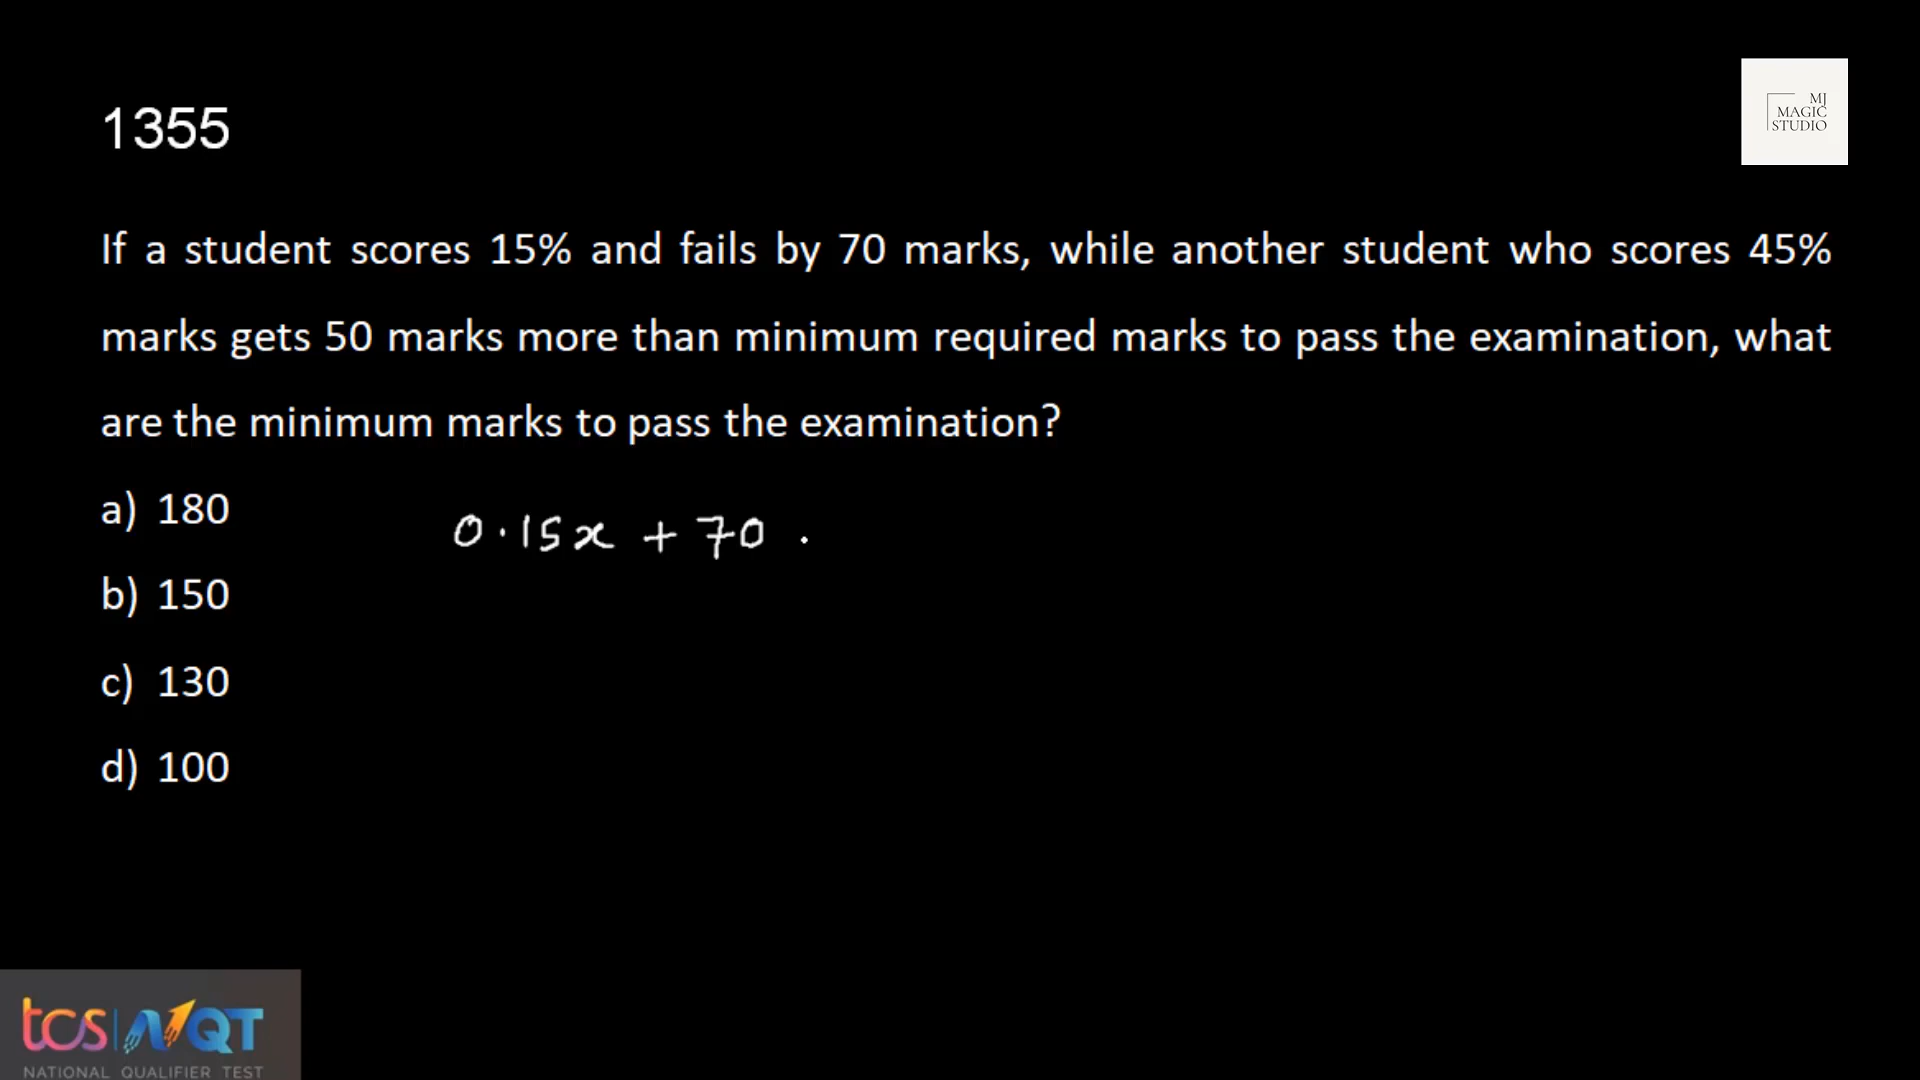 1355
MJ
MAGIC
STUDIO
If a student scores 15% and fails by 70 marks, while another student who scores 45%
marks gets 50 marks more than minimum required marks to pass the examination, what
are the minimum marks to pass the examination?
a) 180
0.15x + 70 .
b) 150
c) 130
d) 100
tcs NQT
NATIONAL QUALIFIER TEST